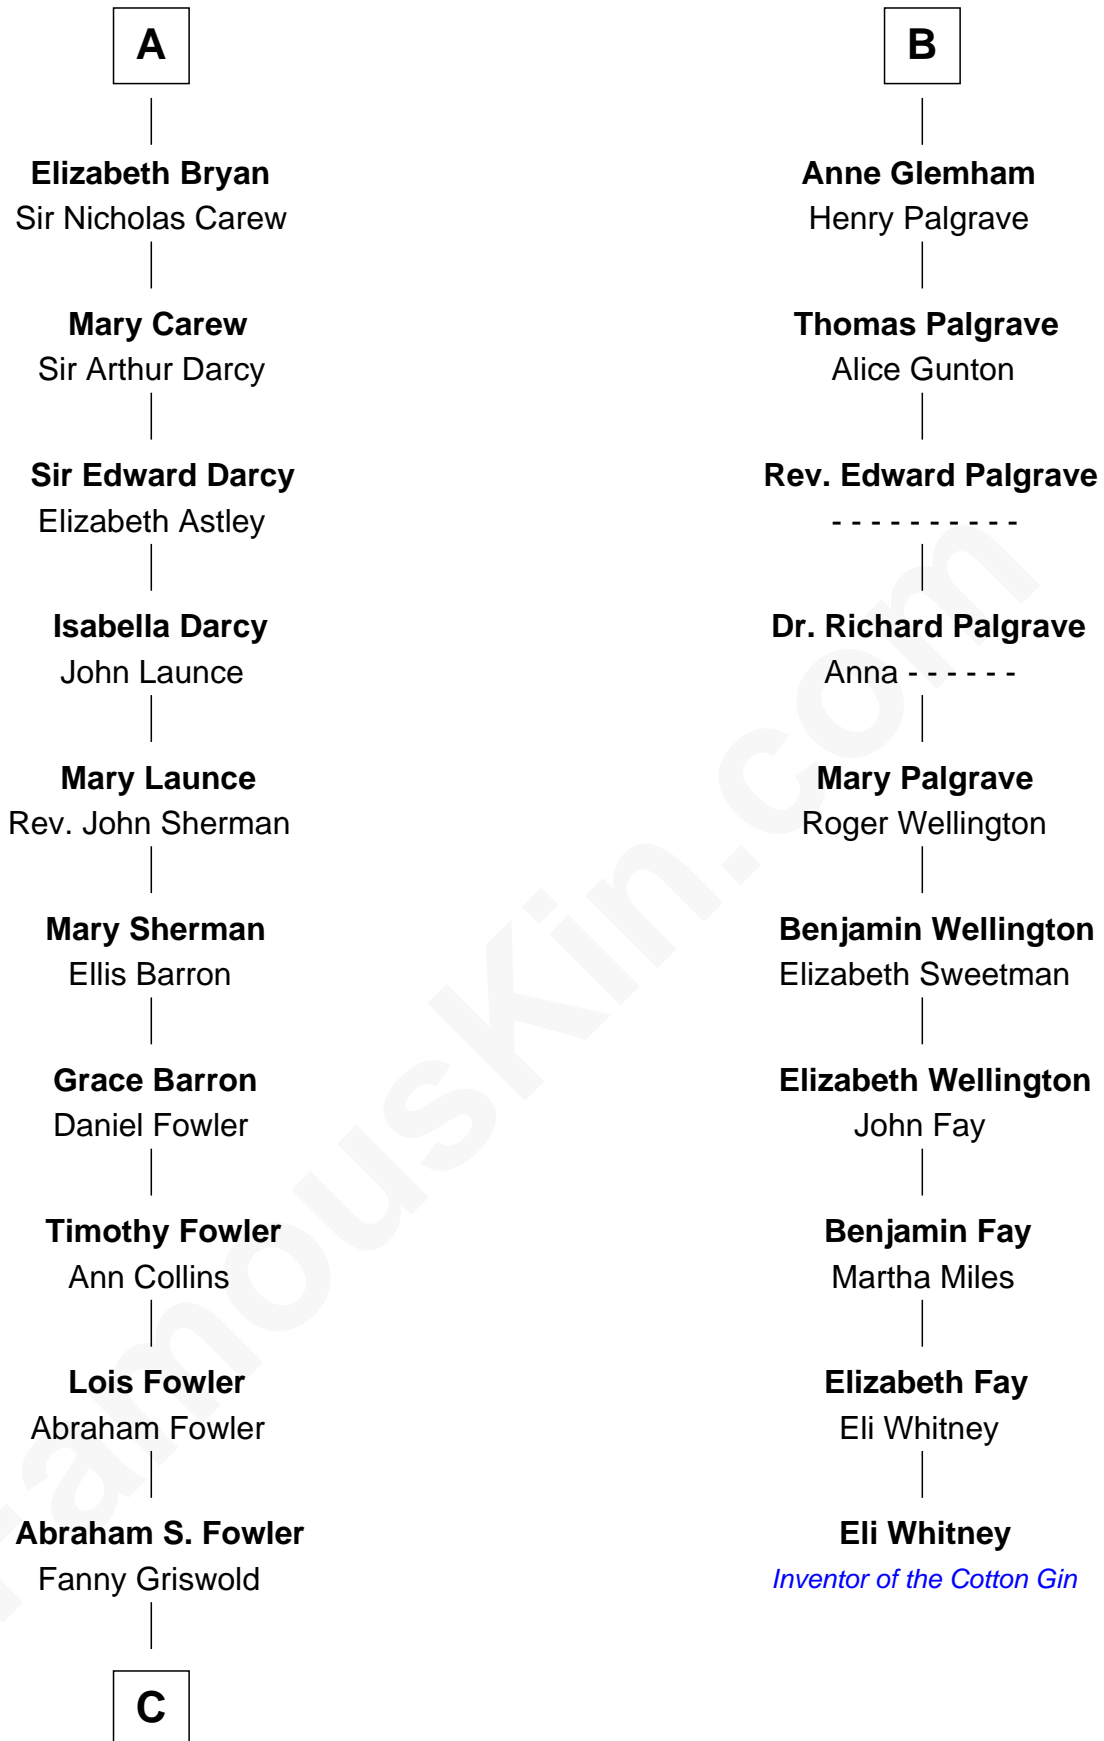 A
Elizabeth Bryan
Sir Nicholas Carew
Mary Carew
Sir Arthur Darcy
Sir Edward Darcy
Elizabeth Astley
Isabella Darcy
John Launce
Mary Launce
Rev. John Sherman
Mary Sherman
Ellis Barron
Grace Barron
Daniel Fowler
Timothy Fowler
Ann Collins
Lois Fowler
Abraham Fowler
Abraham S. Fowler
Fanny Griswold
C
B
Anne Glemham
Henry Palgrave
Thomas Palgrave
Alice Gunton
Rev. Edward Palgrave
- - - - - - - - - -
Dr. Richard Palgrave
Anna - - - - - -
Mary Palgrave
Roger Wellington
Benjamin Wellington
Elizabeth Sweetman
Elizabeth Wellington
John Fay
Benjamin Fay
Martha Miles
Elizabeth Fay
Eli Whitney
Eli Whitney
Inventor of the Cotton Gin
FamousKin.com